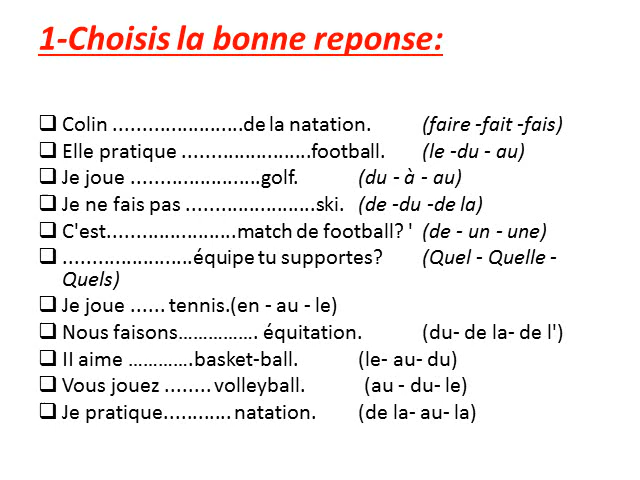 1-Choisis la bonne reponse:
❑ Colin .......................de la natation. (faire -fait -fais)
❑ Elle pratique .......................football. (le -du - au)
❑ Je joue .......................golf. (du - à - au)
❑ Je ne fais pas .......................ski. (de -du -de la)
❑ C'est.......................match de football? ' (de - un - une)
❑ .......................équipe tu supportes? (Quel - Quelle -
Quels)
❑ Je joue ...... tennis.(en - au - le)
❑ Nous faisons................ équitation. (du- de la- de l')
❑ II aime .............basket-ball. (le- au- du)
❑ Vous jouez ........ volleyball. (au - du- le)
❑ Je pratique............ natation. (de la- au- la)